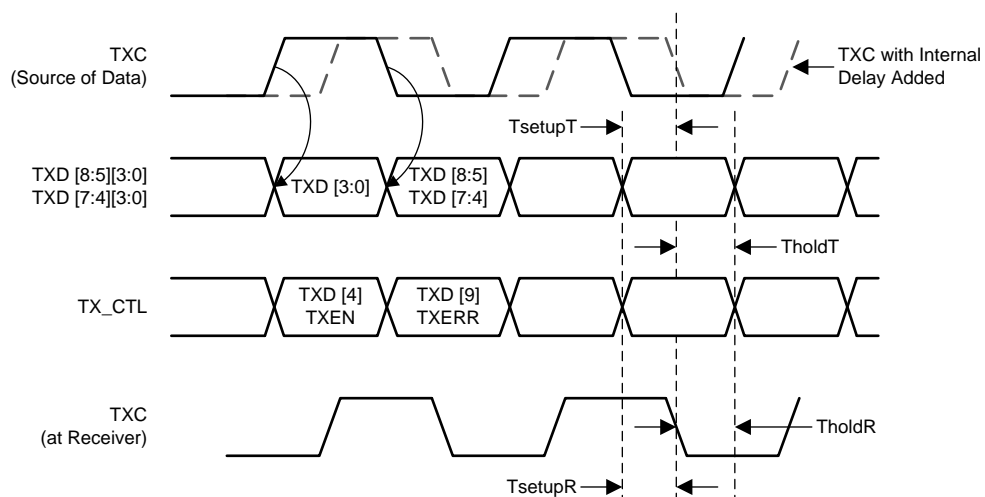 TXC
(Source of Data)
TXC with Internal
Delay Added
TsetupT
TXD [8:5][3:0]
TXD [7:4][3:0]
TXD [3:0]
TXD [8:5]
TXD [7:4]
TholdT
TX_CTL
TXD [4]
TXEN
TXD [9]
TXERR
TXC
(at Receiver)
TholdR
TsetupR